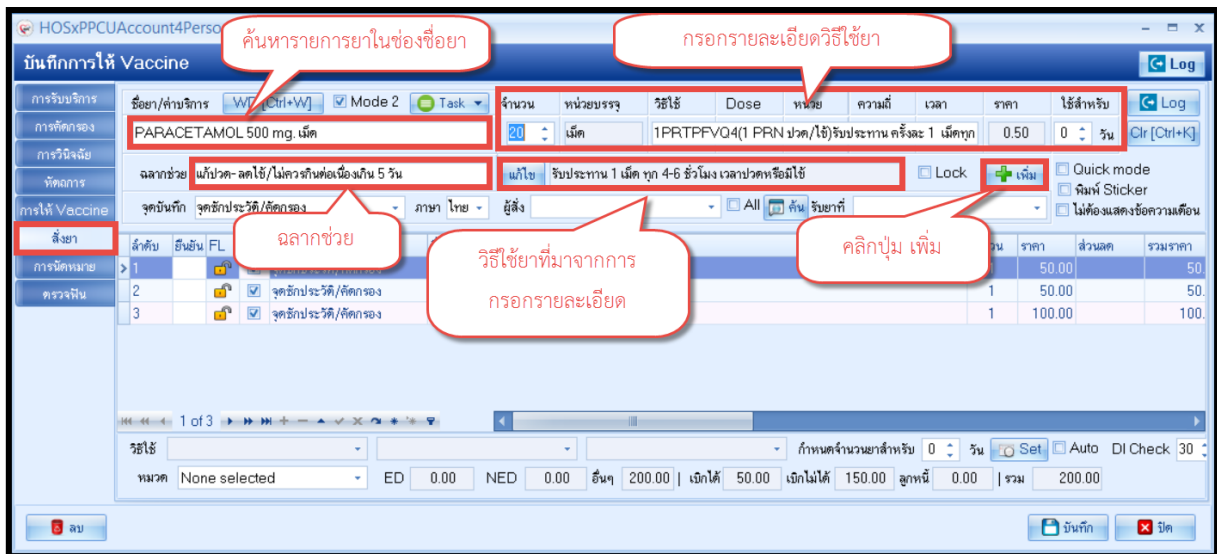 HOSxPPCUAccount4Perso
ค้นหารายการยาในช่องชื่อยา
กรอกรายละเอียดวิธีใช้ยา
บันทึกการให้ Vaccine
Log
การรับบริการ
ชื่อยา/ค่าบริการ [Ctrl+W] Mode 2 Task จำนวน หน่วยบรรจุ วิธีใช้ Dose หน่วย ความถี่ เวลา ราคา ใช้สำหรับ Log
การคัดกรอง
PARACETAMOL 500 mg. เม็ด 20 เม็ด 1PRTPFVQ4(1 PRN ปวด/ไข้)รับประทาน ครั้งละ 1 เม็ดทุก 0.50 0 วัน Clr [Ctrl+K]
การวินิจฉัย
ฉลากช่วย แก้ปวด- ลดไข้/ไม่ควรกินต่อเนื่องเกิน 5 วัน แก้ไข รับประทาน 1 เม็ด ทุก 4-6 ชั่วโมง เวลาปวดหรือมีไข้ Lock เพิ่ม Quick mode
หัตถการ
พิมพ์ Sticker
การให้ Vaccine
จุดบันทึก จุดซักประวัติ/คัดกรอง ภาษา ไทย ผู้สั่ง All ค้น รับยาที่ ไม่ต้องแสดงข้อความเตือน
สั่งยา
ฉลากช่วย
วิธีใช้ยาที่มาจากการ
กรอกรายละเอียด
คลิกปุ่ม เพิ่ม
ลำดับ ยืนยัน FL ราคา ส่วนลด รวมราคา
การนัดหมาย
1 50.00 50.
ตรวจฟัน
2 จุดซักประวัติ/คัดกรอง 1 50.00 50.
3 จุดซักประวัติ/คัดกรอง 1 100.00 100.
1 of 3
วิธีใช้ กำหนดจำนวนยาสำหรับ 0 วัน Set Auto DI Check 30
หมวด None selected ED 0.00 NED 0.00 อื่นๆ 200.00 | เบิกได้ 50.00 เบิกไม่ได้ 150.00 ลูกหนี้ 0.00 | รวม 200.00
ลบ บันทึก ปิด